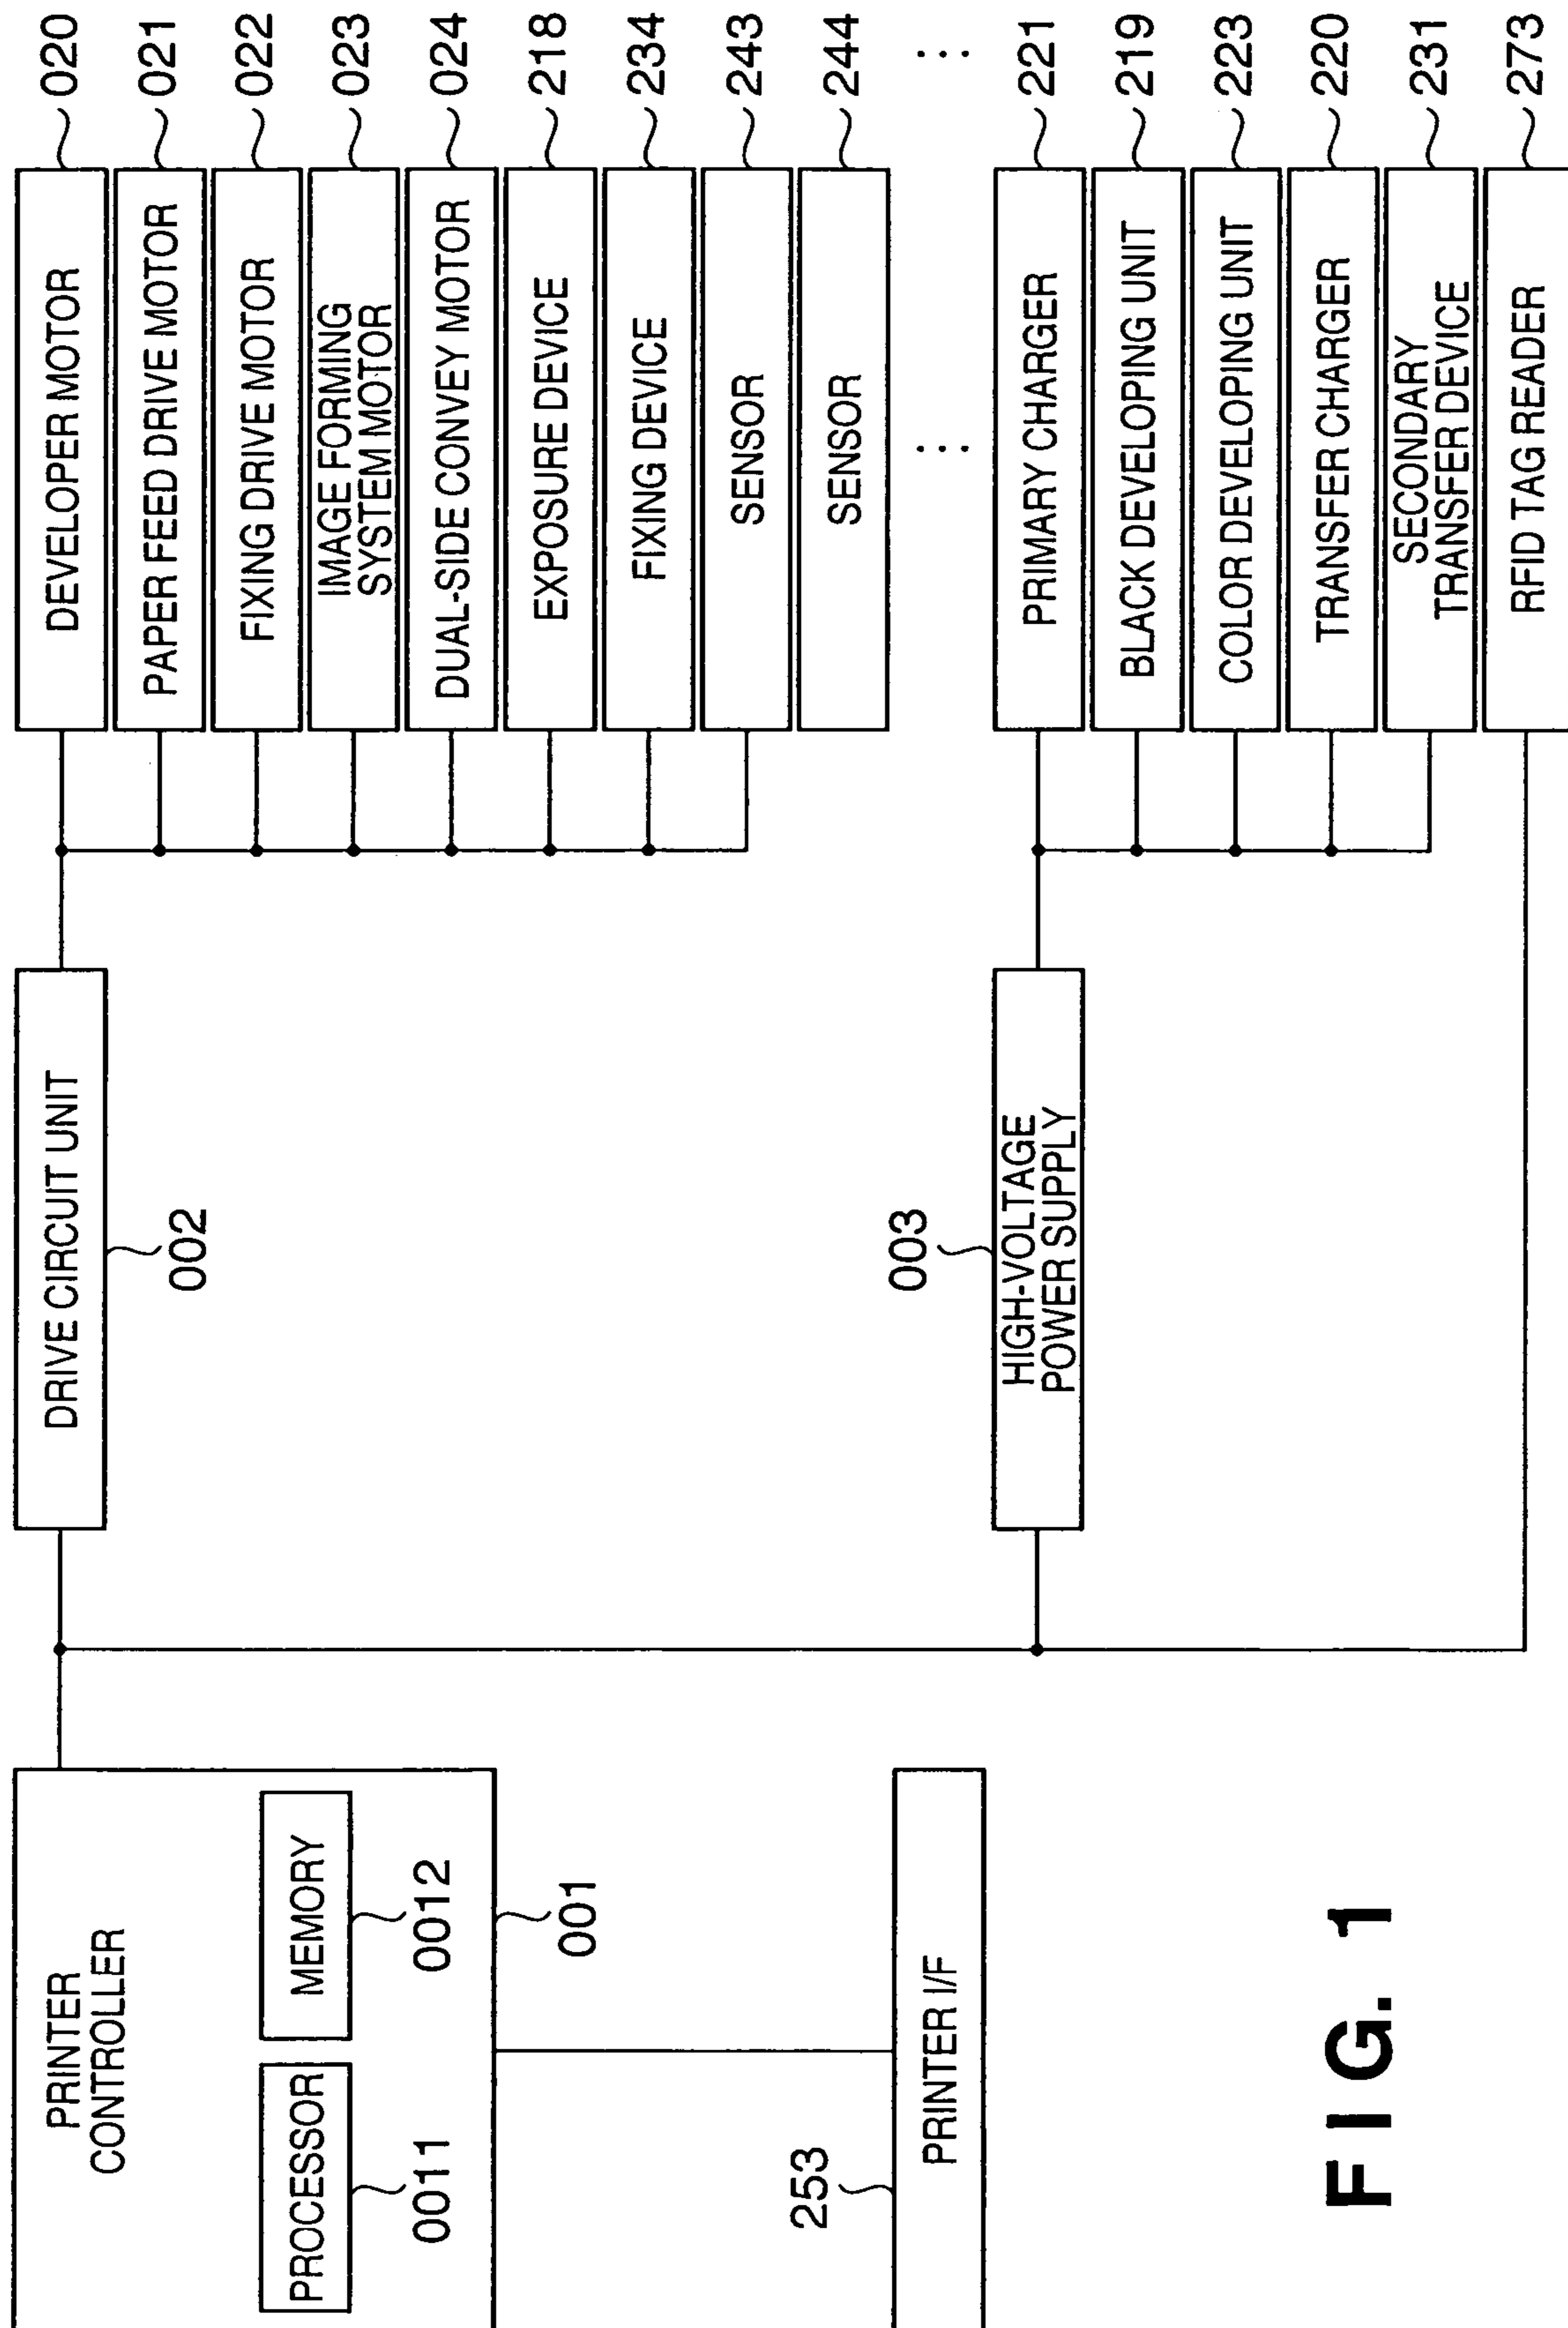 PRINTER
CONTROLLER
PROCESSOR
0011
MEMORY
0012
001
253
PRINTER I/F
DRIVE CIRCUIT UNIT
002
003
HIGH-VOLTAGE
POWER SUPPLY
DEVELOPER MOTOR
020
PAPER FEED DRIVE MOTOR
021
FIXING DRIVE MOTOR
022
IMAGE FORMING
SYSTEM MOTOR
023
DUAL-SIDE CONVEY MOTOR
024
EXPOSURE DEVICE
218
FIXING DEVICE
234
SENSOR
243
SENSOR
244
PRIMARY CHARGER
221
BLACK DEVELOPING UNIT
219
COLOR DEVELOPING UNIT
223
TRANSFER CHARGER
220
SECONDARY
TRANSFER DEVICE
231
RFID TAG READER
273
FIG. 1